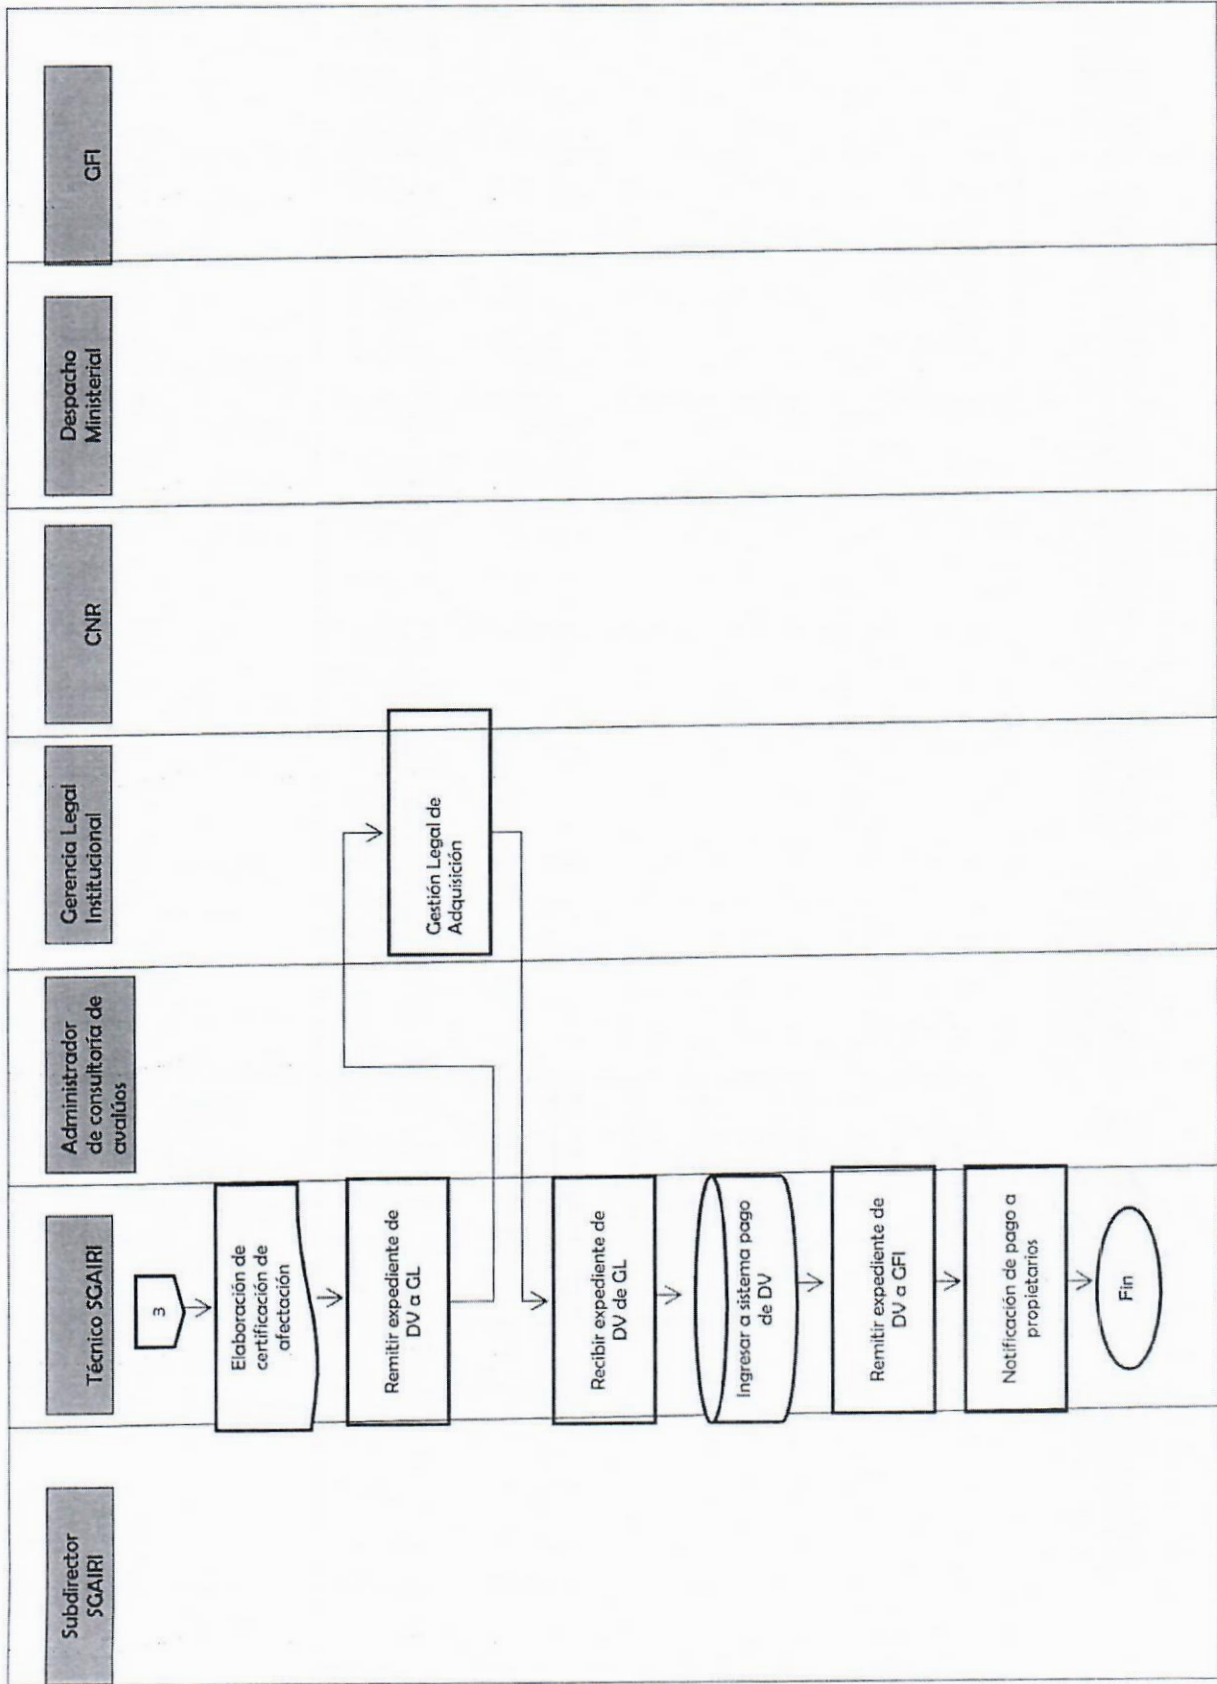 Subdirector
SGAIRI
Técnico SGAIRI
Administrador
de consultoría de
avalúos
Gerencia Legal
Institucional
CNR
Despacho
Ministerial
GFI
3
Elaboración de
certificación de
afectación
Remitir expediente de
DV a GL
Gestión Legal de
Adquisición
Recibir expediente de
DV de GL
Ingresar a sistema pago
de DV
Remitir expediente de
DV a GFI
Notificación de pago a
propietarios
Fin